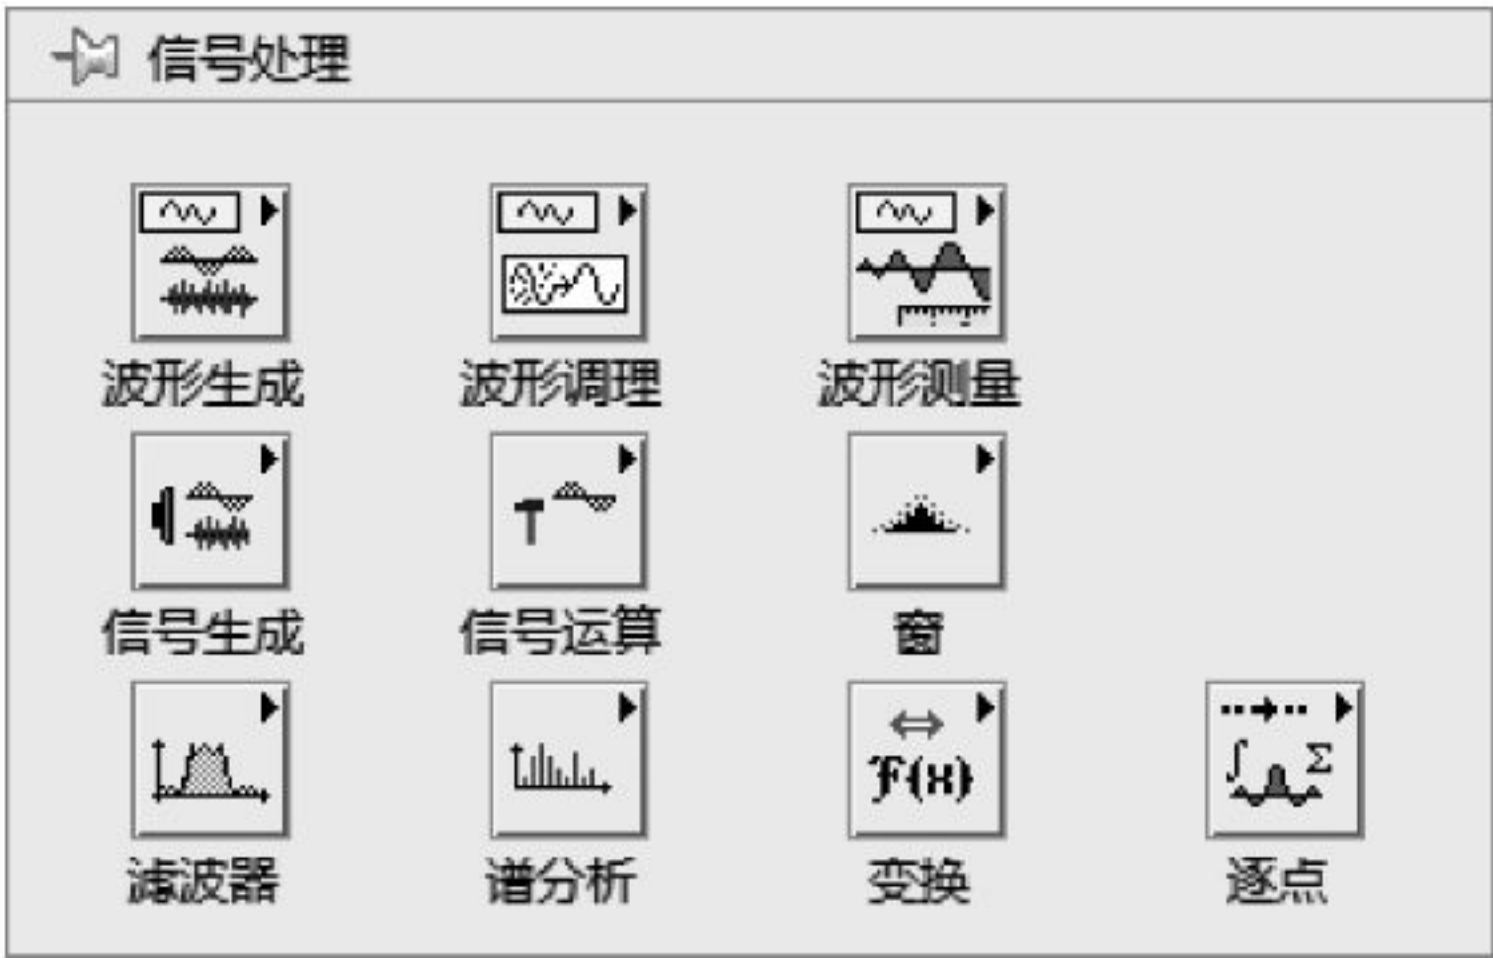 信号处理
波形生成 波形调理 波形测量
信号生成 信号运算 窗
滤波器 谱分析 变换 逐点
F(x)
∫ Σ